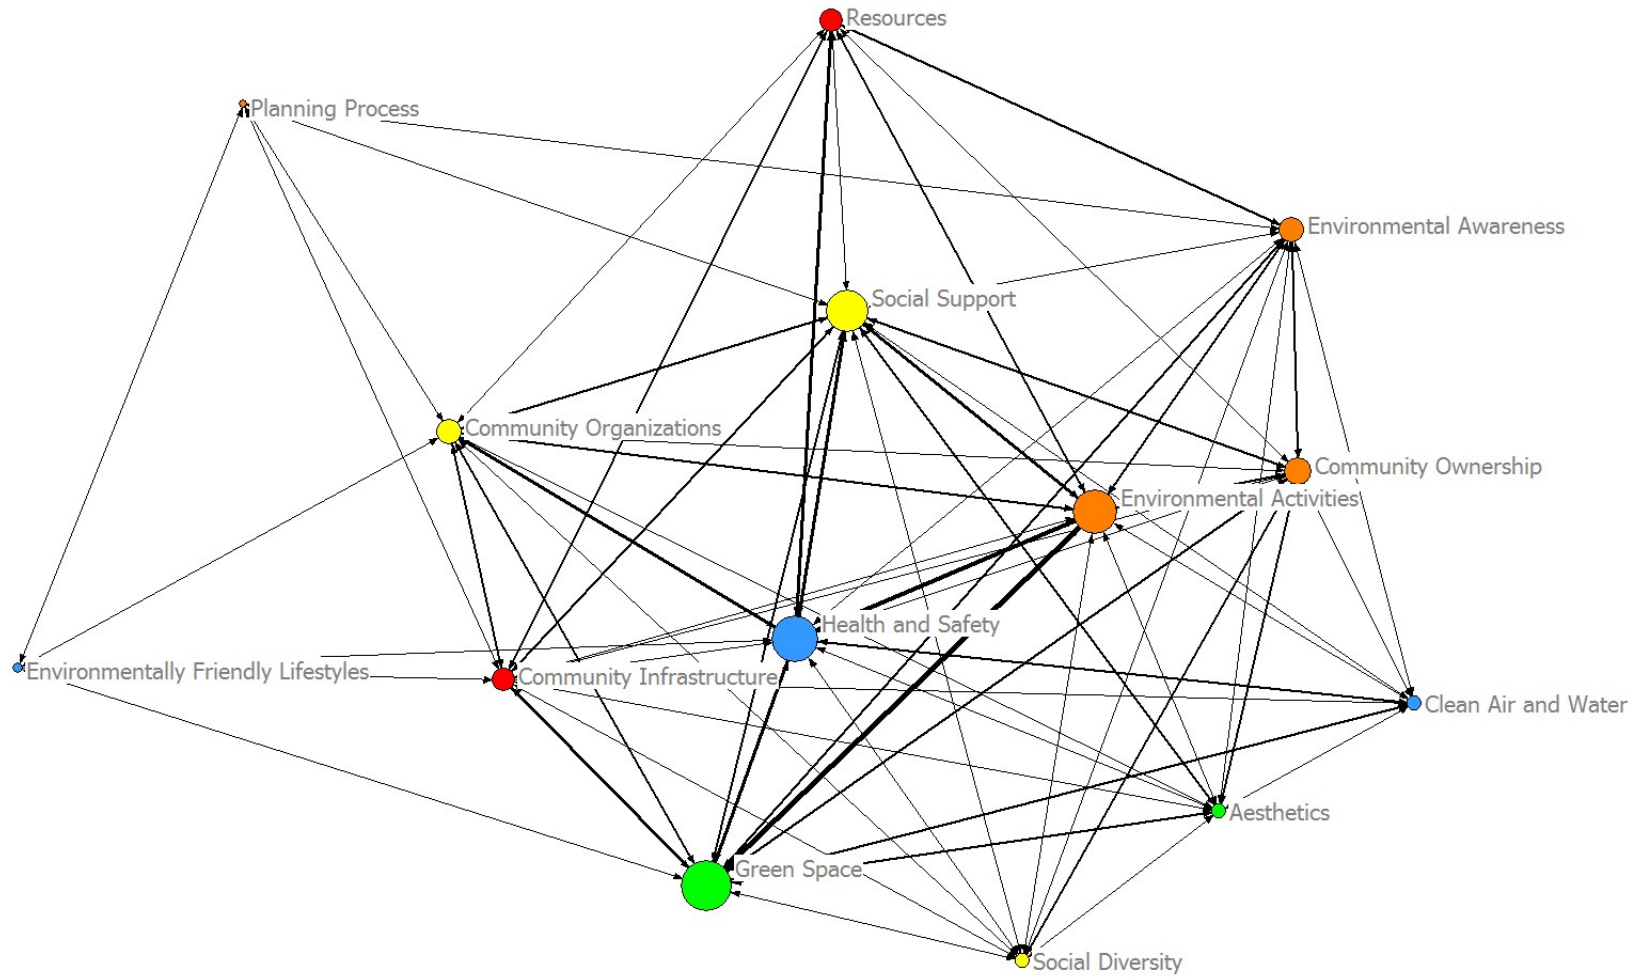 Resources
Planning Process
Environmental Awareness
Social Support
Community Organizations
Community Ownership
Environmental Activities
Health and Safety
Environmentally Friendly Lifestyles
Community Infrastructure
Clean Air and Water
Aesthetics
Green Space
Social Diversity